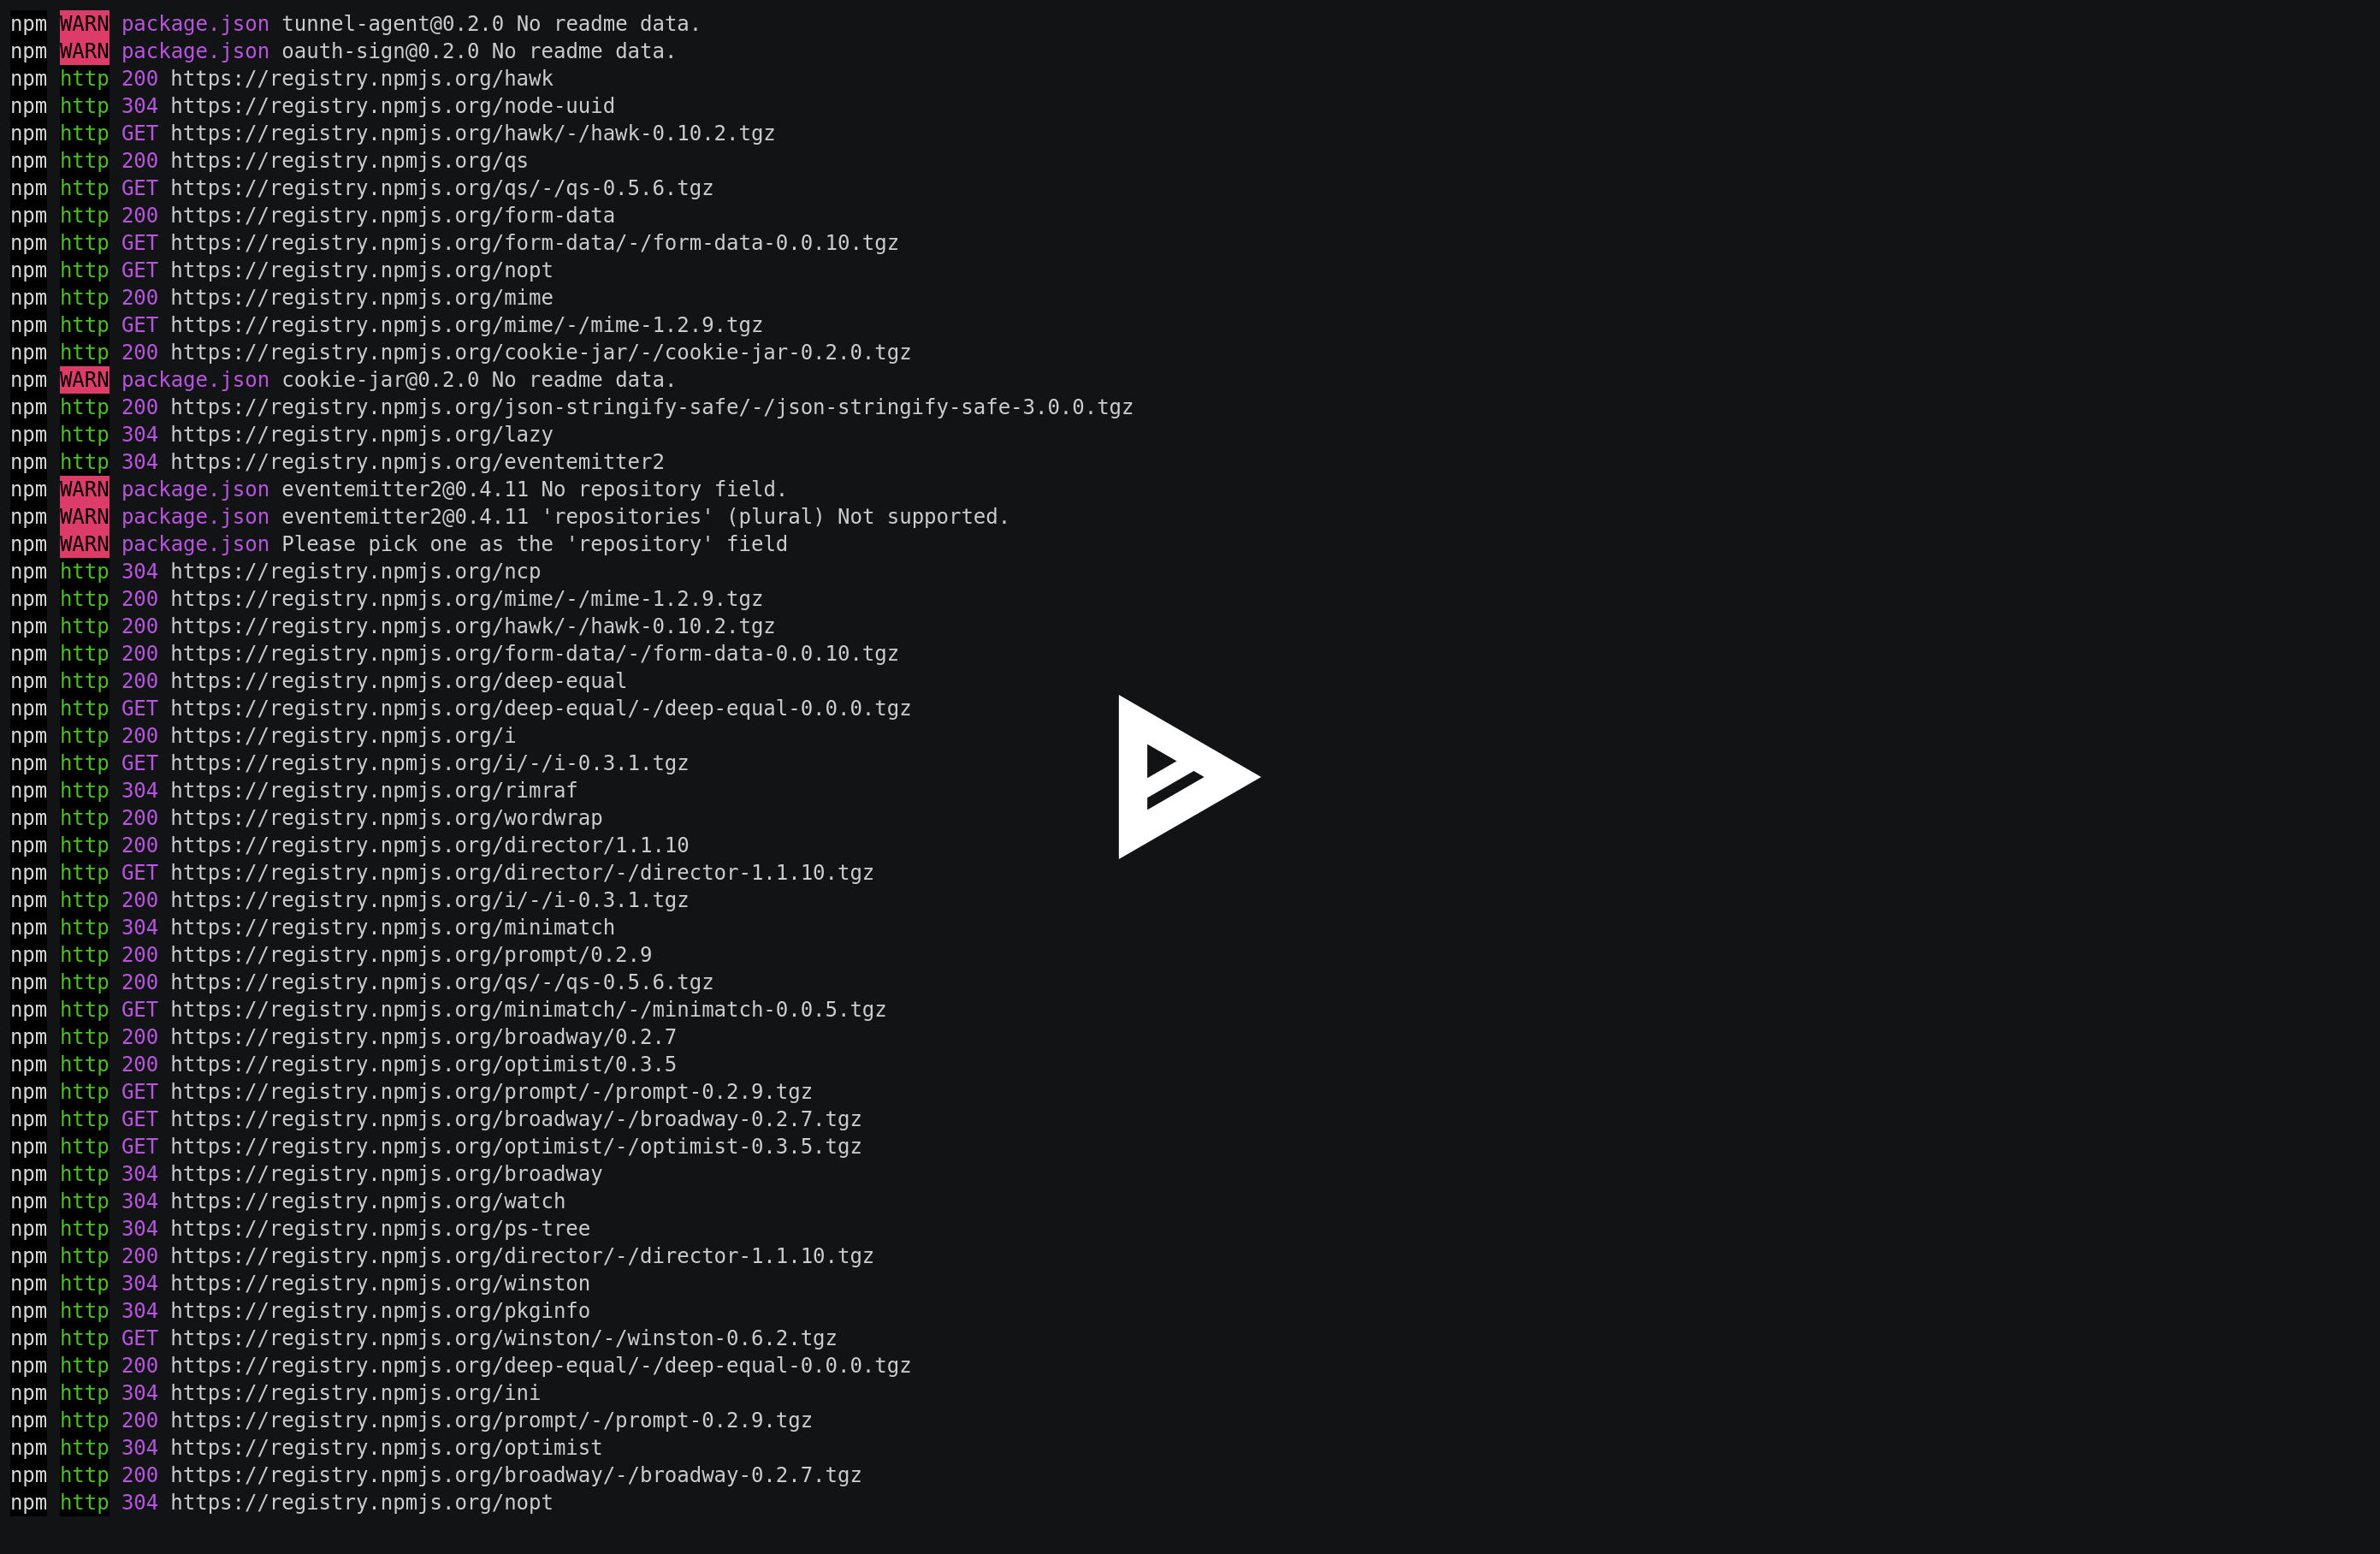 npm WARN package.json tunnel-agent@0.2.0 No readme data.
npm WARN package.json oauth-sign@0.2.0 No readme data.
npm http 200 https://registry.npmjs.org/hawk
npm http 304 https://registry.npmjs.org/node-uuid
npm http GET https://registry.npmjs.org/hawk/-/hawk-0.10.2.tgz
npm http 200 https://registry.npmjs.org/qs
npm http GET https://registry.npmjs.org/qs/-/qs-0.5.6.tgz
npm http 200 https://registry.npmjs.org/form-data
npm http GET https://registry.npmjs.org/form-data/-/form-data-0.0.10.tgz
npm http GET https://registry.npmjs.org/nopt
npm http 200 https://registry.npmjs.org/mime
npm http GET https://registry.npmjs.org/mime/-/mime-1.2.9.tgz
npm http 200 https://registry.npmjs.org/cookie-jar/-/cookie-jar-0.2.0.tgz
npm WARN package.json cookie-jar@0.2.0 No readme data.
npm http 200 https://registry.npmjs.org/json-stringify-safe/-/json-stringify-safe-3.0.0.tgz
npm http 304 https://registry.npmjs.org/lazy
npm http 304 https://registry.npmjs.org/eventemitter2
npm WARN package.json eventemitter2@0.4.11 No repository field.
npm WARN package.json eventemitter2@0.4.11 'repositories' (plural) Not supported.
npm WARN package.json Please pick one as the 'repository' field
npm http 304 https://registry.npmjs.org/ncp
npm http 200 https://registry.npmjs.org/mime/-/mime-1.2.9.tgz
npm http 200 https://registry.npmjs.org/hawk/-/hawk-0.10.2.tgz
npm http 200 https://registry.npmjs.org/form-data/-/form-data-0.0.10.tgz
npm http 200 https://registry.npmjs.org/deep-equal
npm http GET https://registry.npmjs.org/deep-equal/-/deep-equal-0.0.0.tgz
npm http 200 https://registry.npmjs.org/i
npm http GET https://registry.npmjs.org/i/-/i-0.3.1.tgz
npm http 304 https://registry.npmjs.org/rimraf
npm http 200 https://registry.npmjs.org/wordwrap
npm http 200 https://registry.npmjs.org/director/1.1.10
npm http GET https://registry.npmjs.org/director/-/director-1.1.10.tgz
npm http 200 https://registry.npmjs.org/i/-/i-0.3.1.tgz
npm http 304 https://registry.npmjs.org/minimatch
npm http 200 https://registry.npmjs.org/prompt/0.2.9
npm http 200 https://registry.npmjs.org/qs/-/qs-0.5.6.tgz
npm http GET https://registry.npmjs.org/minimatch/-/minimatch-0.0.5.tgz
npm http 200 https://registry.npmjs.org/broadway/0.2.7
npm http 200 https://registry.npmjs.org/optimist/0.3.5
npm http GET https://registry.npmjs.org/prompt/-/prompt-0.2.9.tgz
npm http GET https://registry.npmjs.org/broadway/-/broadway-0.2.7.tgz
npm http GET https://registry.npmjs.org/optimist/-/optimist-0.3.5.tgz
npm http 304 https://registry.npmjs.org/broadway
npm http 304 https://registry.npmjs.org/watch
npm http 304 https://registry.npmjs.org/ps-tree
npm http 200 https://registry.npmjs.org/director/-/director-1.1.10.tgz
npm http 304 https://registry.npmjs.org/winston
npm http 304 https://registry.npmjs.org/pkginfo
npm http GET https://registry.npmjs.org/winston/-/winston-0.6.2.tgz
npm http 200 https://registry.npmjs.org/deep-equal/-/deep-equal-0.0.0.tgz
npm http 304 https://registry.npmjs.org/ini
npm http 200 https://registry.npmjs.org/prompt/-/prompt-0.2.9.tgz
npm http 304 https://registry.npmjs.org/optimist
npm http 200 https://registry.npmjs.org/broadway/-/broadway-0.2.7.tgz
npm http 304 https://registry.npmjs.org/nopt